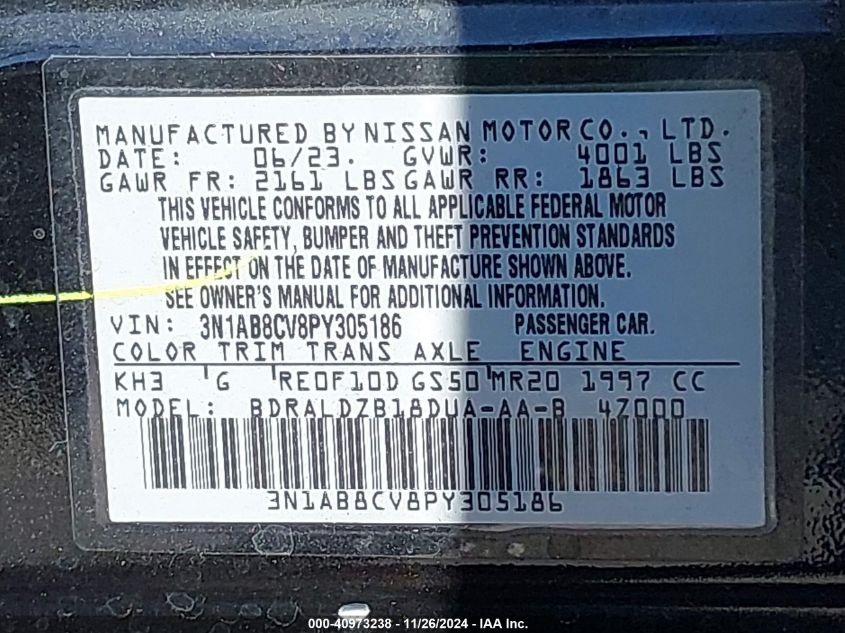 MANUFACTURED BY NISSAN MOTOR CO., LTD.
DATE: 06/23. GVWR: 4001 LBS
GAWR FR: 2161 LBS GAWR RR: 1863 LBS
THIS VEHICLE CONFORMS TO ALL APPLICABLE FEDERAL MOTOR
VEHICLE SAFETY, BUMPER AND THEFT PREVENTION STANDARDS
IN EFFECT ON THE DATE OF MANUFACTURE SHOWN ABOVE.
SEE OWNER'S MANUAL FOR ADDITIONAL INFORMATION.
VIN: 3N1AB8CV8PY305186 PASSENGER CAR.
COLOR TRIM TRANS AXLE ENGINE
KH3 G RE0F10D GS50 MR20 1997 CC
MODEL: BDRALDZB18DUA-AA-B 4Z000
3N1AB8CV8PY305186
000-40973238 - 11/26/2024 - IAA Inc.